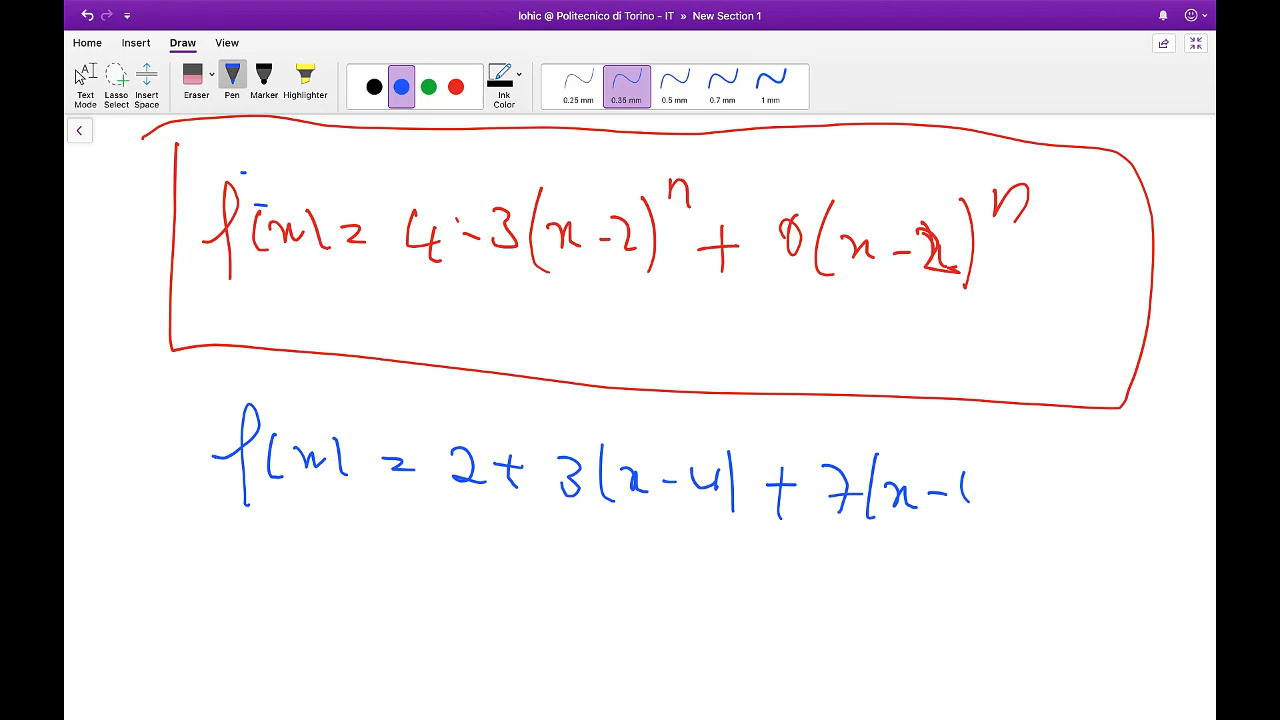 lohic @ Politecnico di Torino - IT » New Section 1
Home Insert Draw View
Text Mode Lasso Select Insert Space Eraser Pen Marker Highlighter Ink Color 0.25 mm 0.35 mm 0.5 mm 0.7 mm 1 mm
f(x) = 4 - 3(x-2)^n + 8(x-2)^n
f(x) = 2 + 3(x-4) + 7(x-